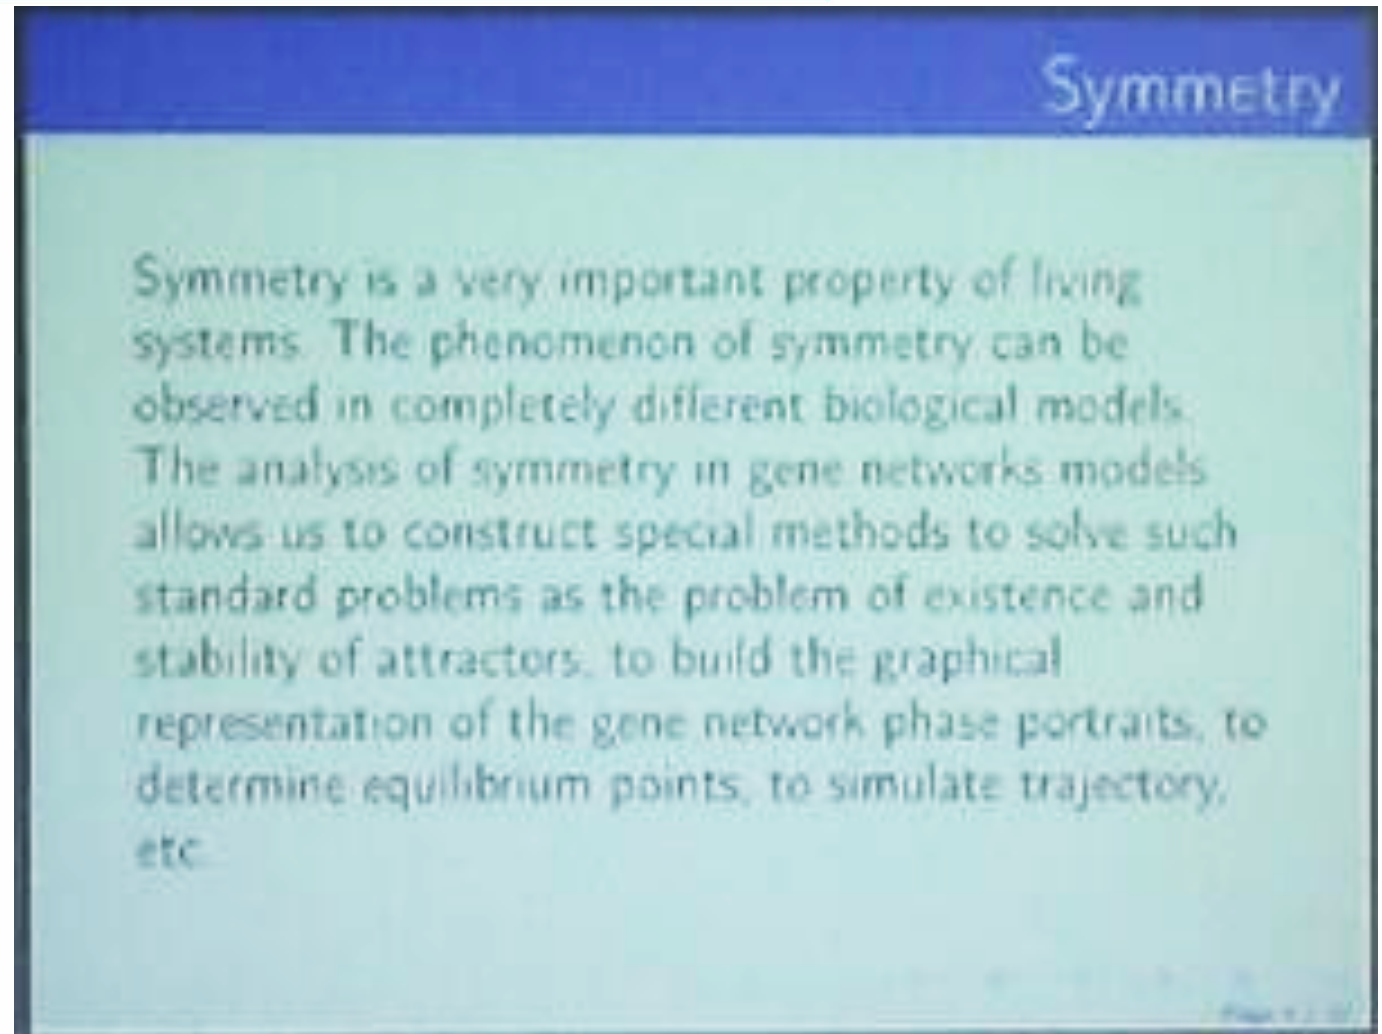 Symmetry
Symmetry is a very important property of living
systems. The phenomenon of symmetry can be
observed in completely different biological models.
The analysis of symmetry in gene networks models
allows us to construct special methods to solve such
standard problems as the problem of existence and
stability of attractors, to build the graphical
representation of the gene network phase portraits, to
determine equilibrium points, to simulate trajectory,
etc.
Page